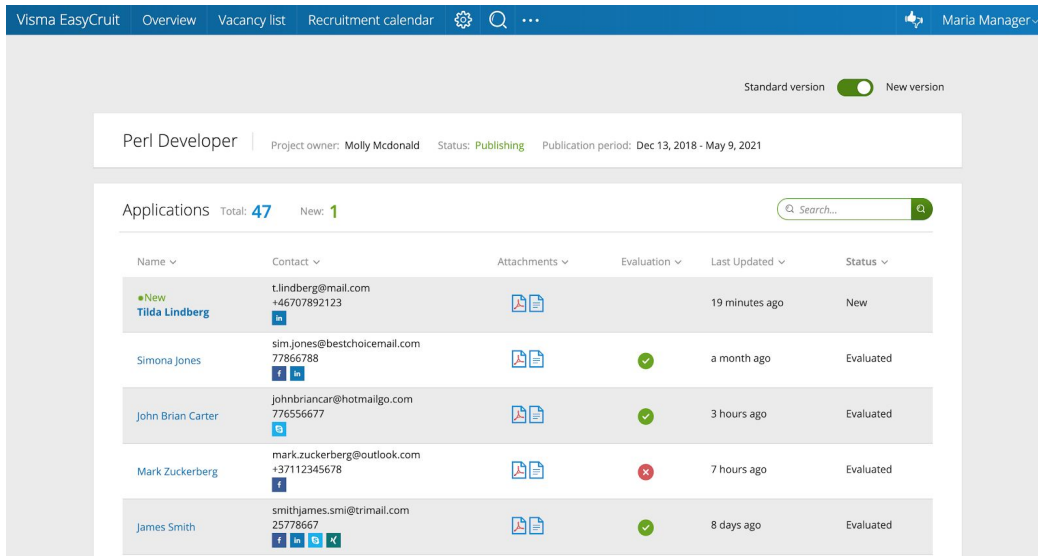 Visma EasyCruit Overview Vacancy list Recruitment calendar ... Maria Manager
Standard version New version
Perl Developer Project owner: Molly Mcdonald Status: Publishing Publication period: Dec 13, 2018 - May 9, 2021
Applications Total: 47 New: 1 Search...
Name Contact Attachments Evaluation Last Updated Status
New
Tilda Lindberg
t.lindberg@mail.com
+46707892123
in
19 minutes ago
New
Simona Jones
sim.jones@bestchoicemail.com
77866788
f in
a month ago
Evaluated
John Brian Carter
johnbriancar@hotmailgo.com
776556677
S
3 hours ago
Evaluated
Mark Zuckerberg
mark.zuckerberg@outlook.com
+37112345678
f
7 hours ago
Evaluated
James Smith
smithjames.smi@trimail.com
25778667
f in S
8 days ago
Evaluated